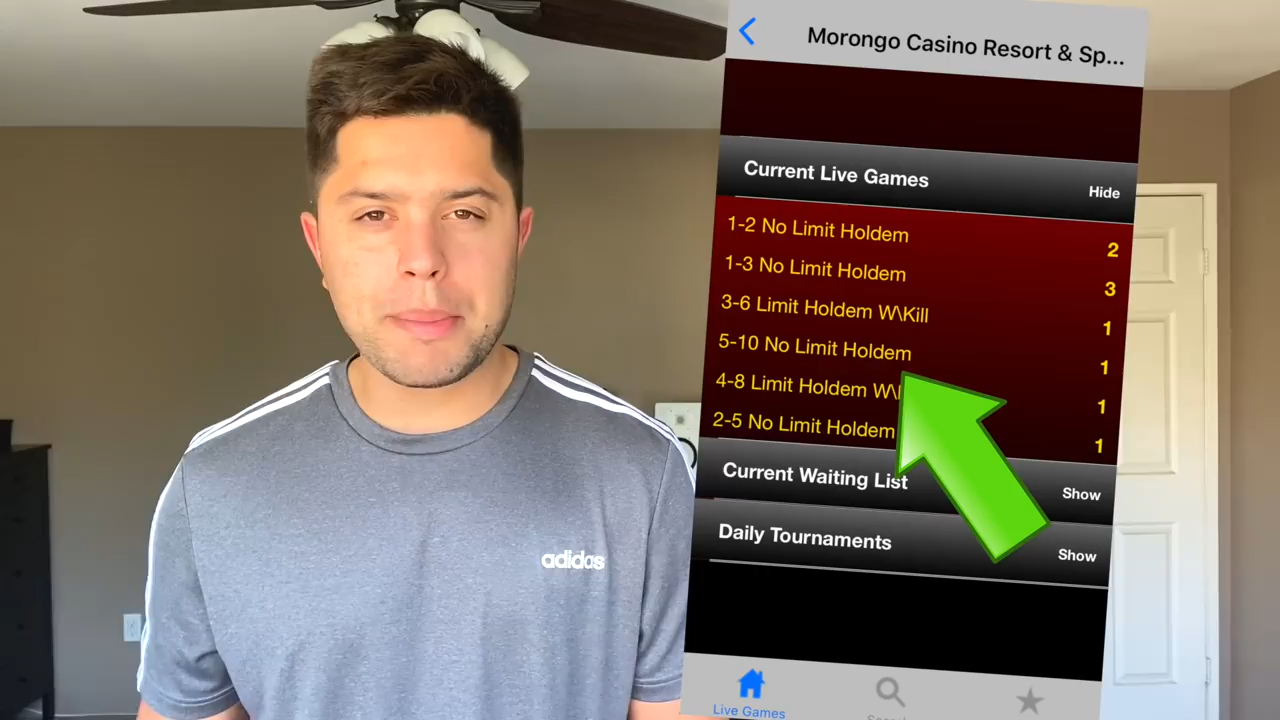 Morongo Casino Resort & Sp...
Current Live Games
Hide
1-2 No Limit Holdem 2
1-3 No Limit Holdem 3
3-6 Limit Holdem W\Kill 1
5-10 No Limit Holdem 1
4-8 Limit Holdem W\ 1
2-5 No Limit Holdem 1
Current Waiting List
Show
Daily Tournaments
Show
Live Games
adidas